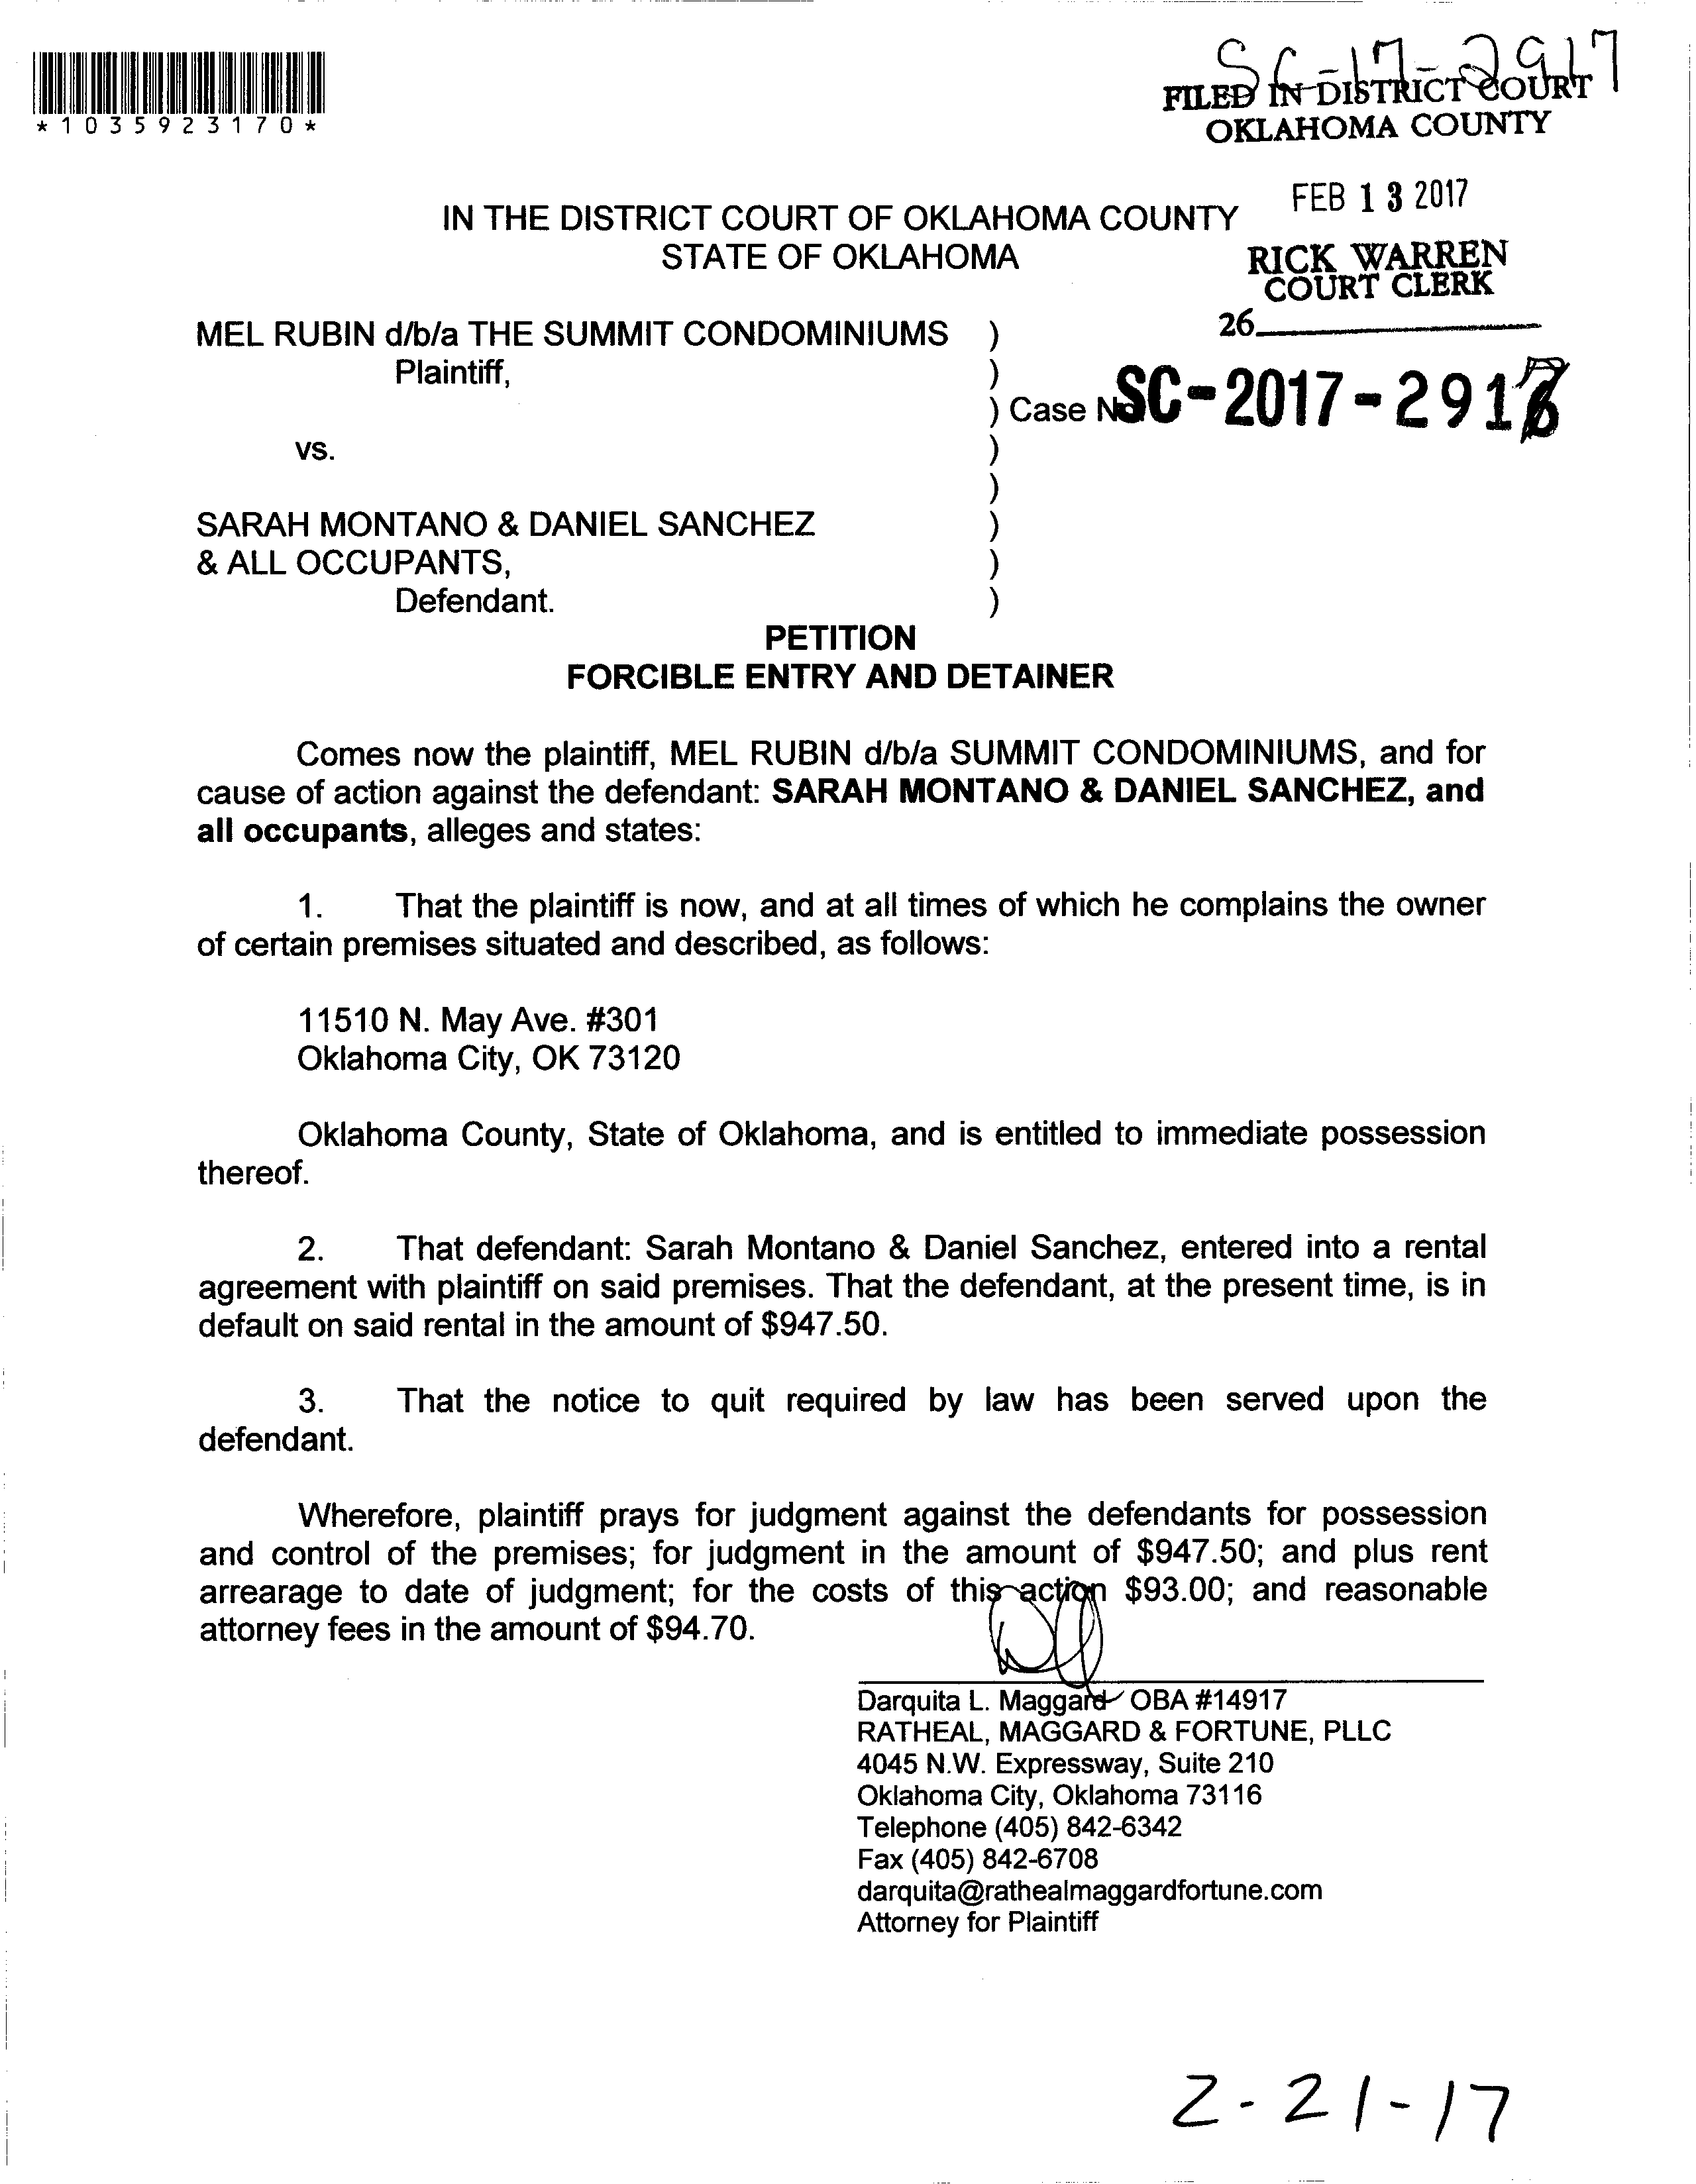 SC-17-2917
*1035923170*
FILED IN DISTRICT COURT
OKLAHOMA COUNTY
FEB 13 2017
IN THE DISTRICT COURT OF OKLAHOMA COUNTY
STATE OF OKLAHOMA
RICK WARREN
COURT CLERK
26
MEL RUBIN d/b/a THE SUMMIT CONDOMINIUMS )
Plaintiff, )
) Case No. SC-2017-2917
vs. )
)
SARAH MONTANO & DANIEL SANCHEZ )
& ALL OCCUPANTS, )
Defendant. )
PETITION
FORCIBLE ENTRY AND DETAINER
Comes now the plaintiff, MEL RUBIN d/b/a SUMMIT CONDOMINIUMS, and for
cause of action against the defendant: SARAH MONTANO & DANIEL SANCHEZ, and
all occupants, alleges and states:
1. That the plaintiff is now, and at all times of which he complains the owner
of certain premises situated and described, as follows:
11510 N. May Ave. #301
Oklahoma City, OK 73120
Oklahoma County, State of Oklahoma, and is entitled to immediate possession
thereof.
2. That defendant: Sarah Montano & Daniel Sanchez, entered into a rental
agreement with plaintiff on said premises. That the defendant, at the present time, is in
default on said rental in the amount of $947.50.
3. That the notice to quit required by law has been served upon the
defendant.
Wherefore, plaintiff prays for judgment against the defendants for possession
and control of the premises; for judgment in the amount of $947.50; and plus rent
arrearage to date of judgment; for the costs of this action $93.00; and reasonable
attorney fees in the amount of $94.70.
Darquita L. Maggard OBA #14917
RATHEAL, MAGGARD & FORTUNE, PLLC
4045 N.W. Expressway, Suite 210
Oklahoma City, Oklahoma 73116
Telephone (405) 842-6342
Fax (405) 842-6708
darquita@rathealmaggardfortune.com
Attorney for Plaintiff
2-21-17